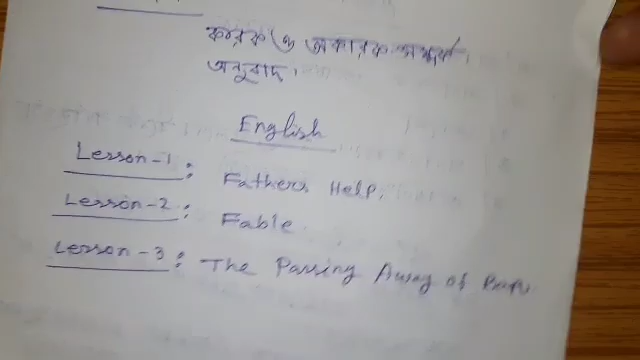 কারক ও অকারক সম্পর্ক,
অনুবাদ।
English
Lesson-1: Fathers Help,
Lesson-2: Fable
Lesson-3: The Passing Away of Bapu